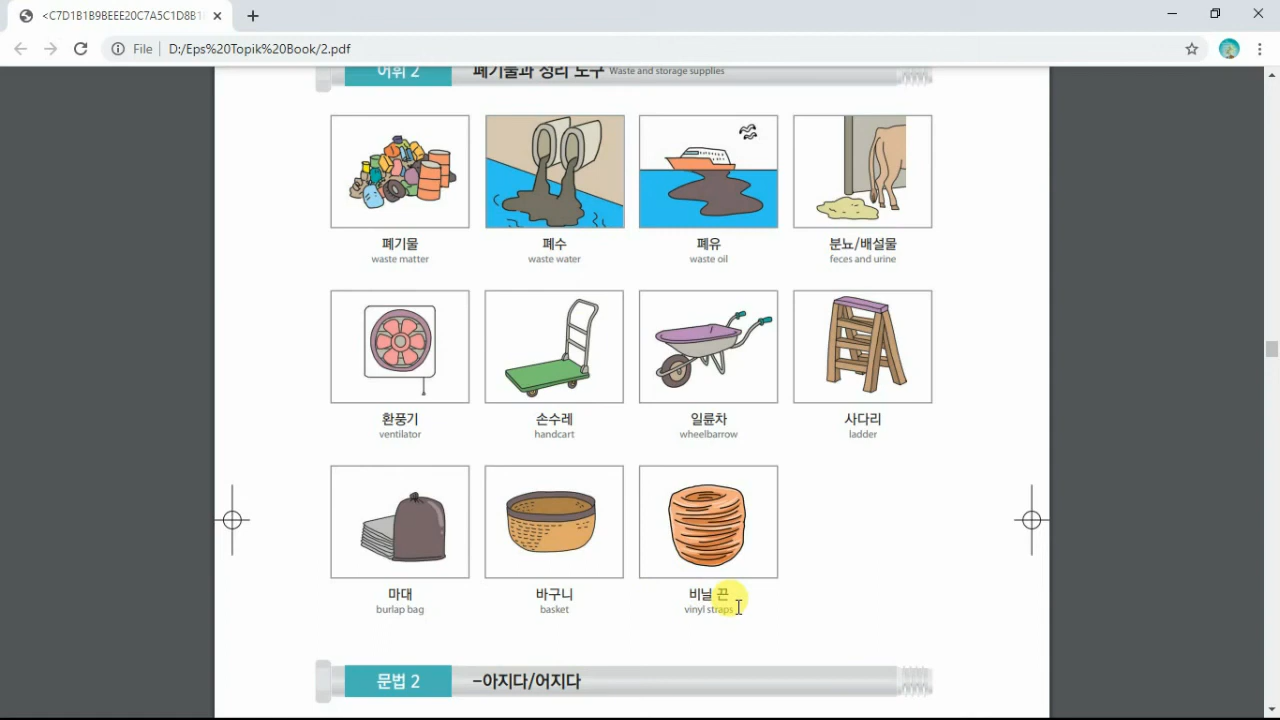 <C7D1B1B9BEEE20C7A5C1D8B1
File D:/Eps%20Topik%20Book/2.pdf
어휘 2 폐기물과 정리 도구 Waste and storage supplies
폐기물 폐수 폐유 분뇨/배설물
waste matter waste water waste oil feces and urine
환풍기 손수레 일륜차 사다리
ventilator handcart wheelbarrow ladder
마대 바구니 비닐 끈
burlap bag basket vinyl straps
문법 2 -아지다/어지다